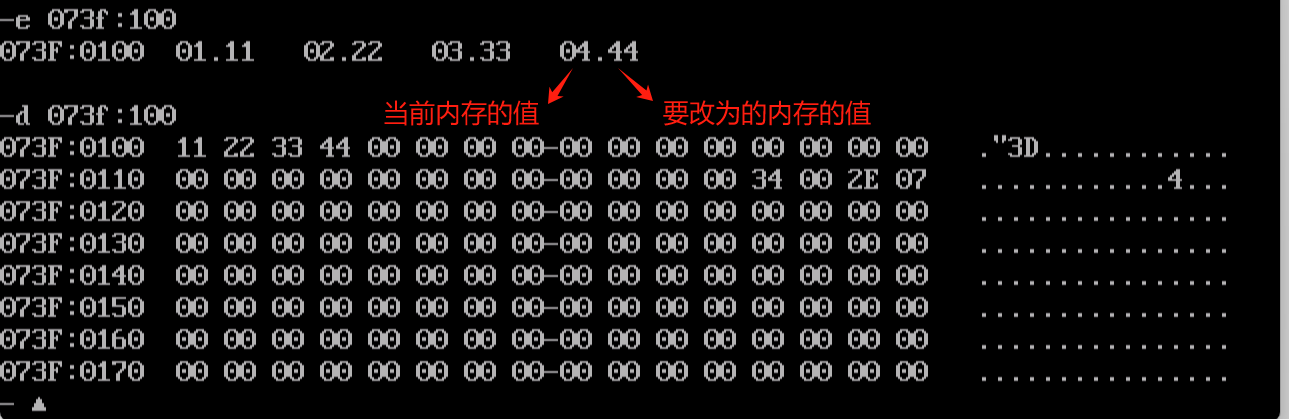 -e 073f:100
073F:0100 01.11 02.22 03.33 04.44
当前内存的值 要改为的内存的值
-d 073f:100
073F:0100 11 22 33 44 00 00 00 00-00 00 00 00 00 00 00 00 ."3D............
073F:0110 00 00 00 00 00 00 00 00-00 00 00 00 34 00 2E 07 ............4...
073F:0120 00 00 00 00 00 00 00 00-00 00 00 00 00 00 00 00 ................
073F:0130 00 00 00 00 00 00 00 00-00 00 00 00 00 00 00 00 ................
073F:0140 00 00 00 00 00 00 00 00-00 00 00 00 00 00 00 00 ................
073F:0150 00 00 00 00 00 00 00 00-00 00 00 00 00 00 00 00 ................
073F:0160 00 00 00 00 00 00 00 00-00 00 00 00 00 00 00 00 ................
073F:0170 00 00 00 00 00 00 00 00-00 00 00 00 00 00 00 00 ................
- ▲